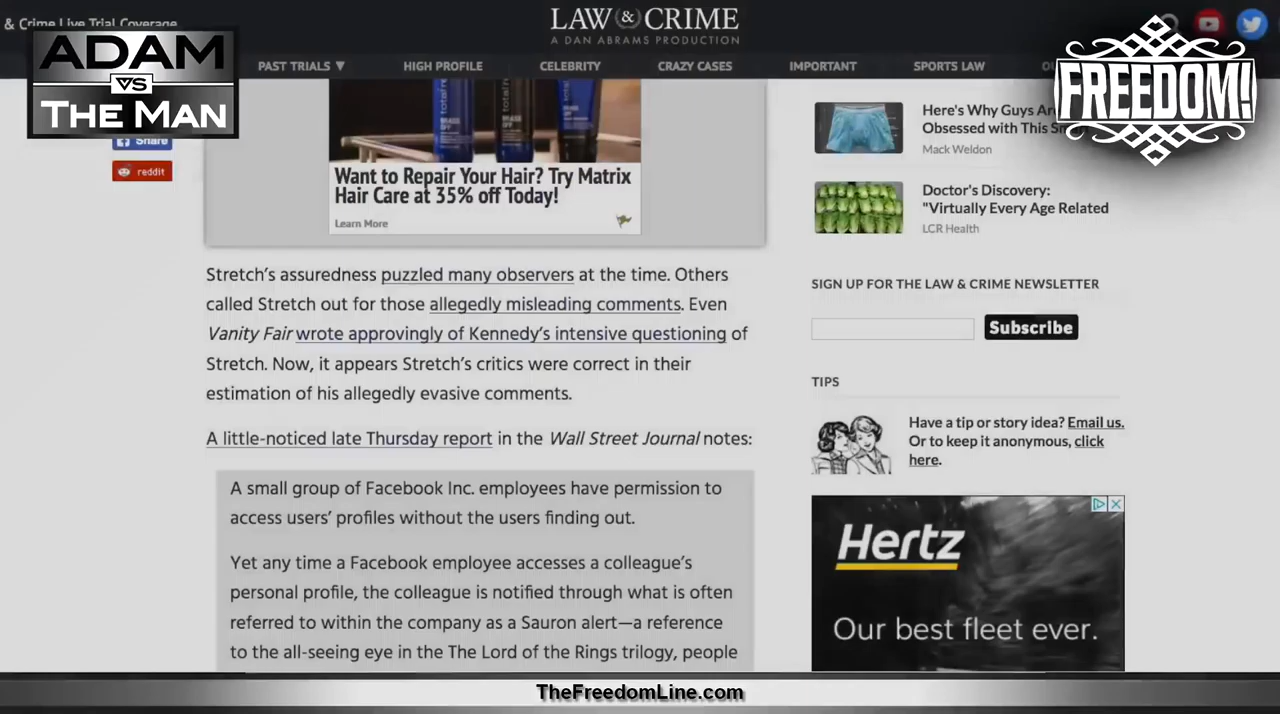 & Crime Live Trial Coverage
LAW & CRIME
A DAN ABRAMS PRODUCTION
ADAM
VS
THE MAN
FREEDOM!
PAST TRIALS ▼ HIGH PROFILE CELEBRITY CRAZY CASES IMPORTANT SPORTS LAW
Share
reddit
Want to Repair Your Hair? Try Matrix
Hair Care at 35% off Today!
Learn More
Stretch's assuredness puzzled many observers at the time. Others
called Stretch out for those allegedly misleading comments. Even
Vanity Fair wrote approvingly of Kennedy's intensive questioning of
Stretch. Now, it appears Stretch's critics were correct in their
estimation of his allegedly evasive comments.
A little-noticed late Thursday report in the Wall Street Journal notes:
A small group of Facebook Inc. employees have permission to
access users' profiles without the users finding out.
Yet any time a Facebook employee accesses a colleague's
personal profile, the colleague is notified through what is often
referred to within the company as a Sauron alert—a reference
to the all-seeing eye in the The Lord of the Rings trilogy, people
Here's Why Guys
Obsessed with This
Mack Weldon
Doctor's Discovery:
"Virtually Every Age Related
LCR Health
SIGN UP FOR THE LAW & CRIME NEWSLETTER
Subscribe
TIPS
Have a tip or story idea? Email us.
Or to keep it anonymous, click
here.
Hertz
Our best fleet ever.
TheFreedomLine.com